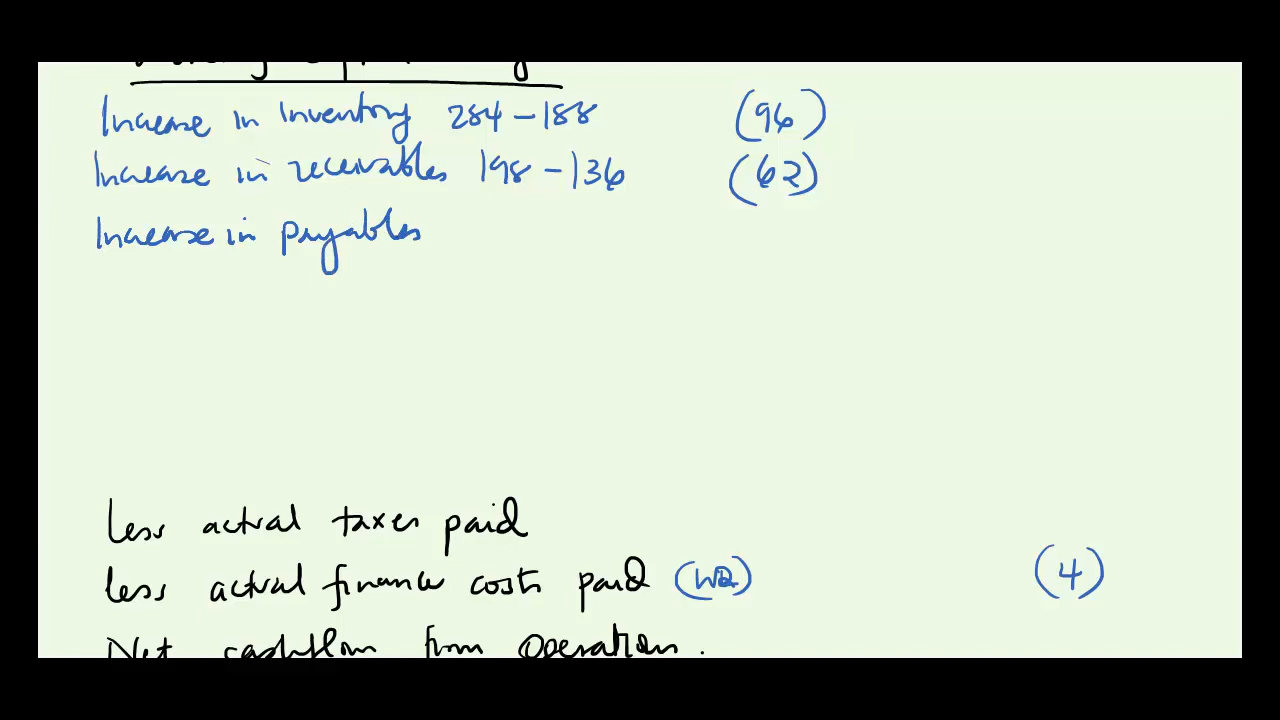 Increase in Inventory 284 - 188 (96)
Increase in receivables 198 - 136 (62)
Increase in payables
Less actual taxes paid
less actual finance costs paid (W2) (4)
Net cashflow from operation.